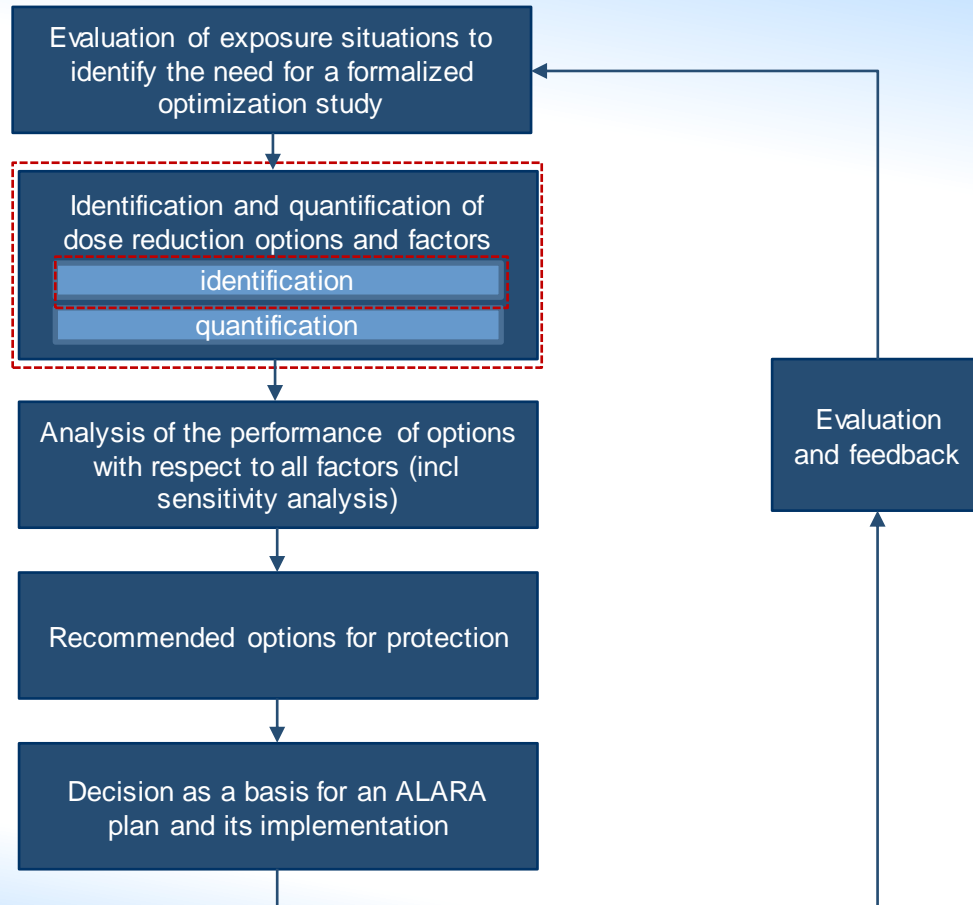 Evaluation of exposure situations to
identify the need for a formalized
optimization study
Identification and quantification of
dose reduction options and factors
identification
quantification
Analysis of the performance of options
with respect to all factors (incl
sensitivity analysis)
Recommended options for protection
Decision as a basis for an ALARA
plan and its implementation
Evaluation
and feedback